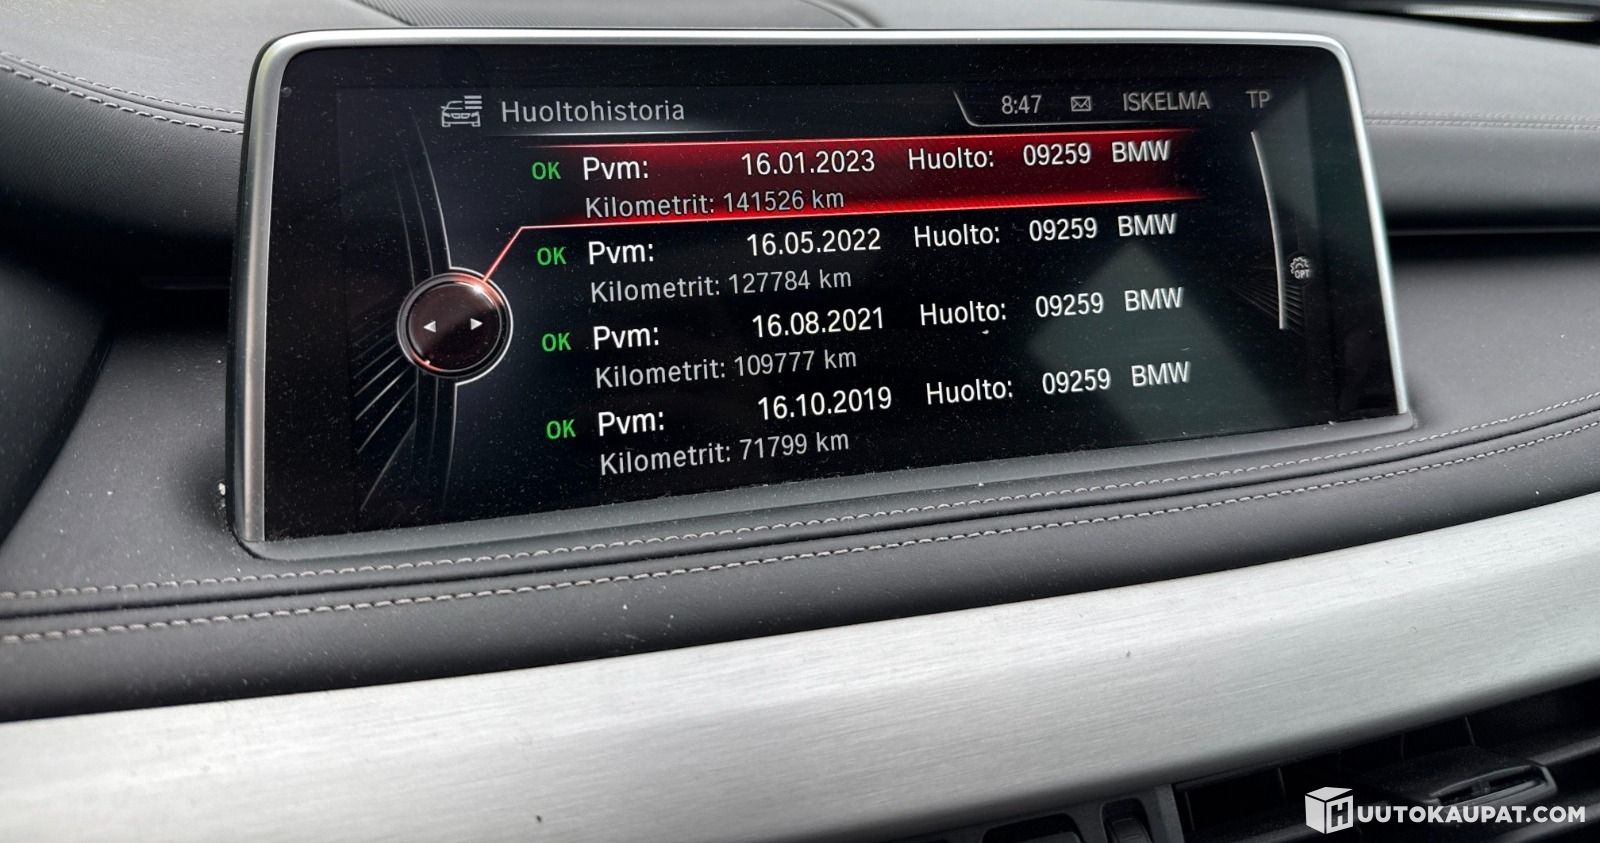 Huoltohistoria 8:47 ISKELMA TP
OK Pvm: 16.01.2023 Huolto: 09259 BMW
Kilometrit: 141526 km
OK Pvm: 16.05.2022 Huolto: 09259 BMW
Kilometrit: 127784 km
OPT
OK Pvm: 16.08.2021 Huolto: 09259 BMW
Kilometrit: 109777 km
OK Pvm: 16.10.2019 Huolto: 09259 BMW
Kilometrit: 71799 km
HUUTOKAUPAT.COM